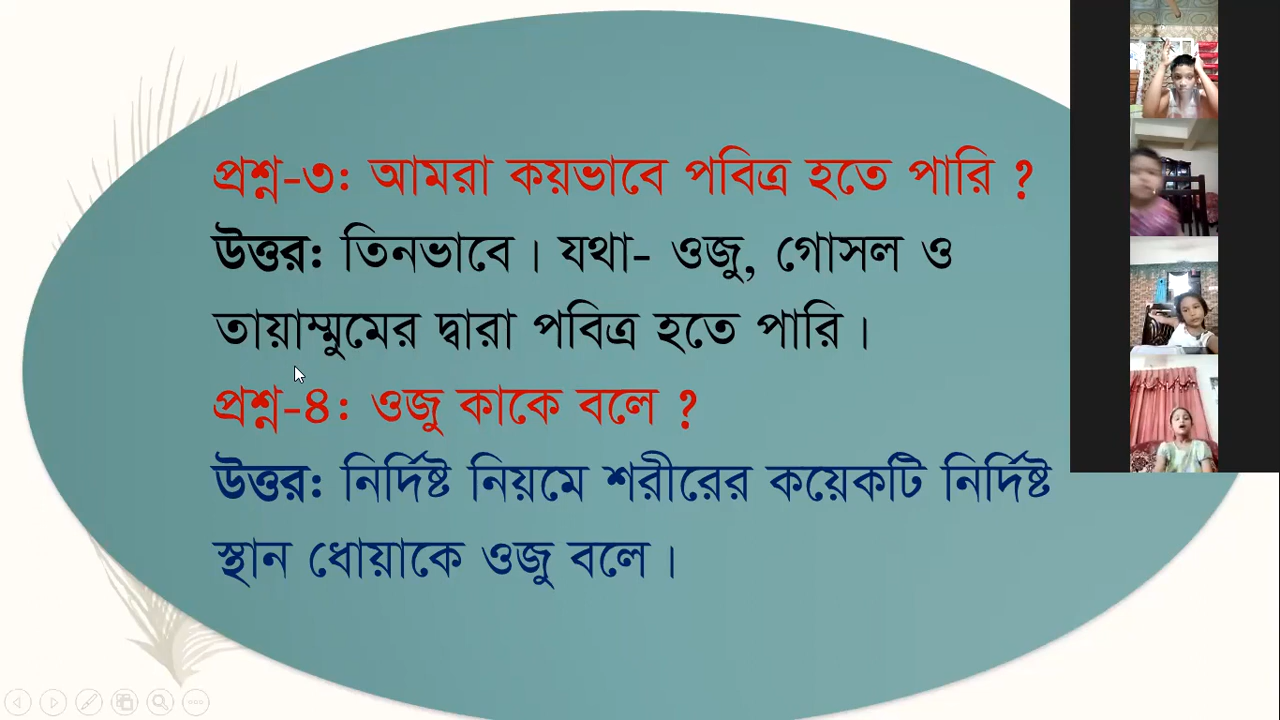 প্রশ্ন-৩: আমরা কয়ভাবে পবিত্র হতে পারি ?
উত্তর: তিনভাবে। যথা- ওজু, গোসল ও
তায়াম্মুমের দ্বারা পবিত্র হতে পারি।
প্রশ্ন-৪: ওজু কাকে বলে ?
উত্তর: নির্দিষ্ট নিয়মে শরীরের কয়েকটি নির্দিষ্ট
স্থান ধোয়াকে ওজু বলে।